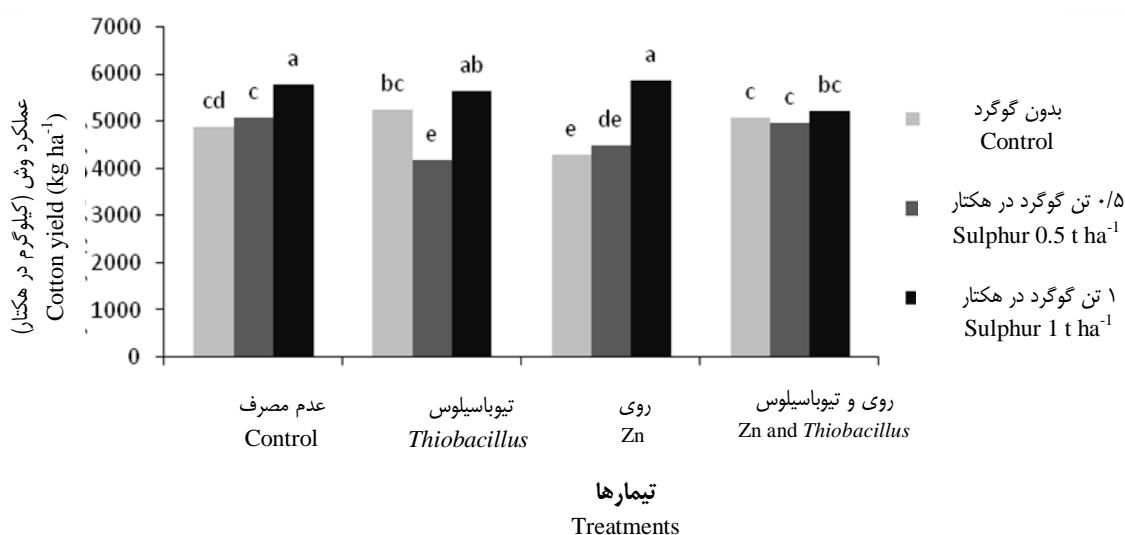 7000
6000
5000
4000
3000
2000
1000
0
عملکرد وش (کیلوگرم در هکتار)
Cotton yield (kg ha⁻¹)
cd
c
a
bc
e
ab
e
de
a
c
c
bc
عدم مصرف
Control
تیوباسیلوس
Thiobacillus
روی
Zn
روی و تیوباسیلوس
Zn and Thiobacillus
تیمارها
Treatments
بدون گوگرد
Control
۰/۵ تن گوگرد در هکتار
Sulphur 0.5 t ha⁻¹
۱ تن گوگرد در هکتار
Sulphur 1 t ha⁻¹